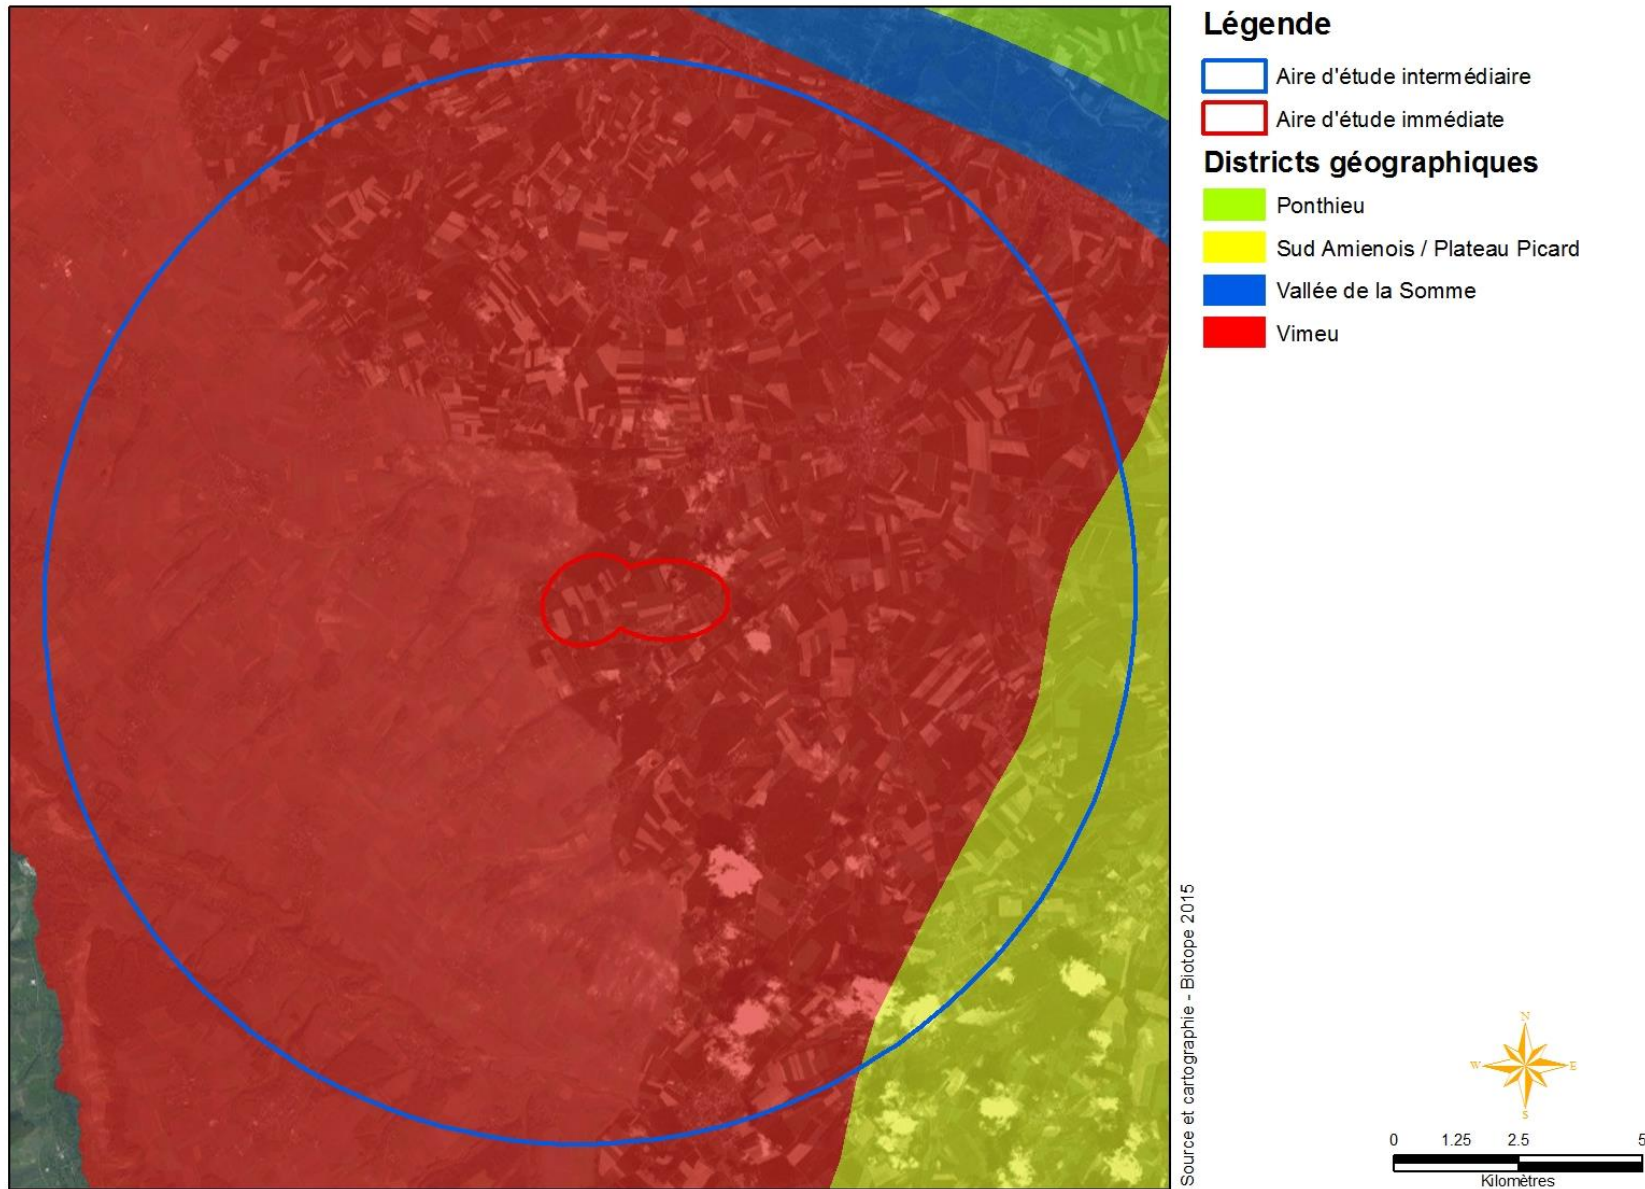 Légende
Aire d'étude intermédiaire
Aire d'étude immédiate
Districts géographiques
Ponthieu
Sud Amienois / Plateau Picard
Vallée de la Somme
Vimeu
Source et cartographie - Biotope 2015
N
W E
S
0 1.25 2.5 5
Kilomètres